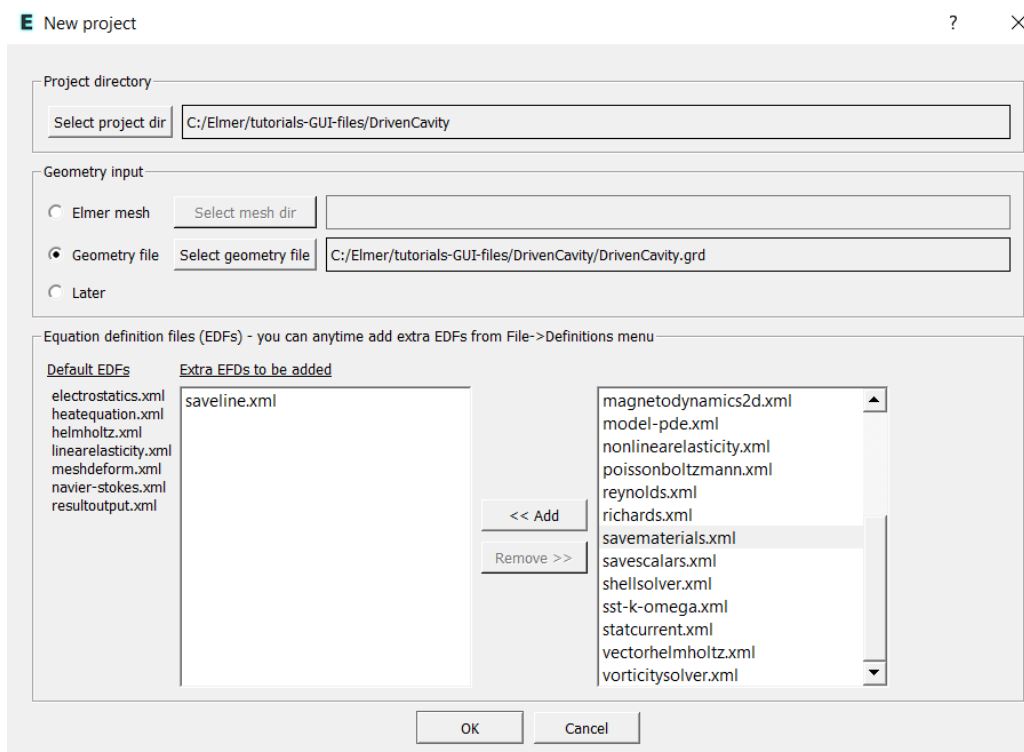 E New project ?
Project directory
Select project dir C:/Elmer/tutorials-GUI-files/DrivenCavity
Geometry input
Elmer mesh Select mesh dir
Geometry file Select geometry file C:/Elmer/tutorials-GUI-files/DrivenCavity/DrivenCavity.grd
Later
Equation definition files (EDFs) - you can anytime add extra EDFs from File->Definitions menu
Default EDFs
electrostatics.xml
heatequation.xml
helmholtz.xml
linearelasticity.xml
meshdeform.xml
navier-stokes.xml
resultoutput.xml
Extra EFDs to be added
saveline.xml
<< Add
Remove >>
magnetodynamics2d.xml
model-pde.xml
nonlinearelasticity.xml
poissonboltzmann.xml
reynolds.xml
richards.xml
savematerials.xml
savescalars.xml
shellsolver.xml
sst-k-omega.xml
statcurrent.xml
vectorhelmholtz.xml
vorticitysolver.xml
OK Cancel